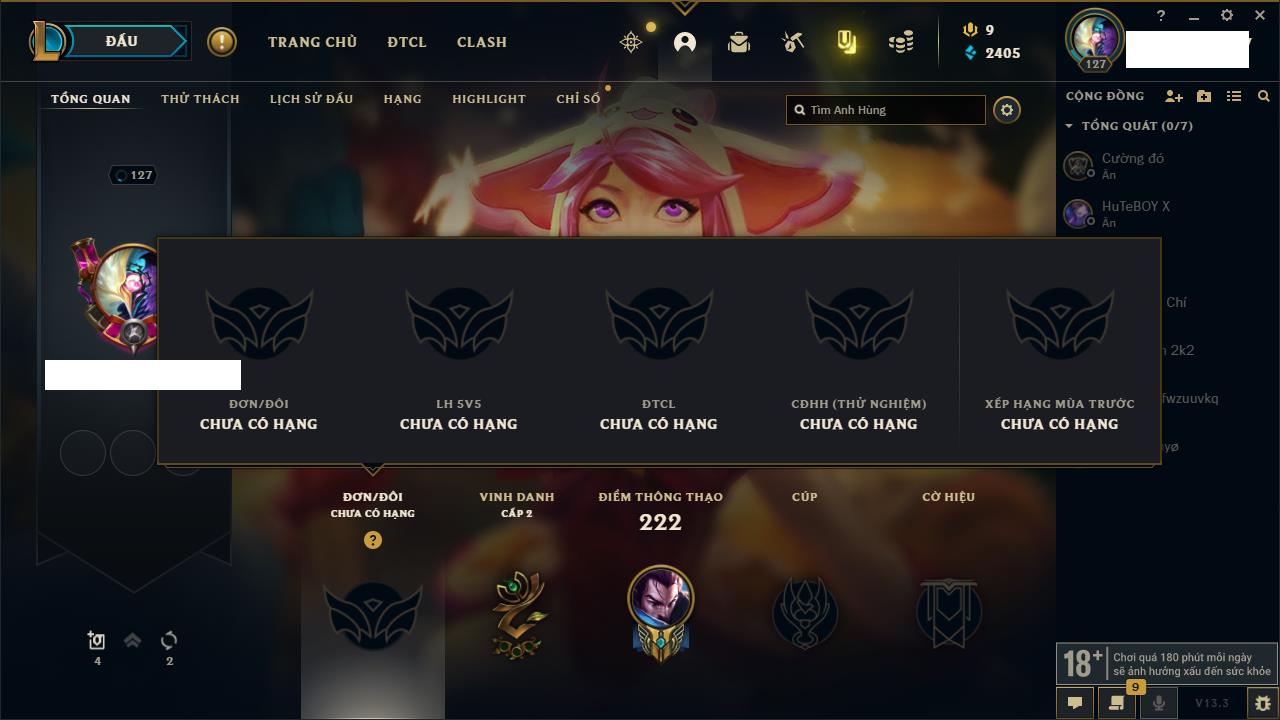 ĐẤU
TRANG CHỦ
ĐTCL
CLASH
9
2405
?
127
TỔNG QUAN
THỬ THÁCH
LỊCH SỬ ĐẤU
HẠNG
HIGHLIGHT
CHỈ SỐ
Tìm Anh Hùng
CỘNG ĐỒNG
TỔNG QUÁT (0/7)
Cường đó
Ẩn
HuTeBOY X
Ẩn
Chí
2k2
fwzuuvkq
yø
127
ĐƠN/ĐÔI
CHƯA CÓ HẠNG
LH 5V5
CHƯA CÓ HẠNG
ĐTCL
CHƯA CÓ HẠNG
CĐHH (THỬ NGHIỆM)
CHƯA CÓ HẠNG
XẾP HẠNG MÙA TRƯỚC
CHƯA CÓ HẠNG
ĐƠN/ĐÔI
CHƯA CÓ HẠNG
?
VINH DANH
CẤP 2
ĐIỂM THÔNG THẠO
222
CÚP
CỜ HIỆU
4
2
18+
Chơi quá 180 phút mỗi ngày
sẽ ảnh hưởng xấu đến sức khỏe
9
V13.3